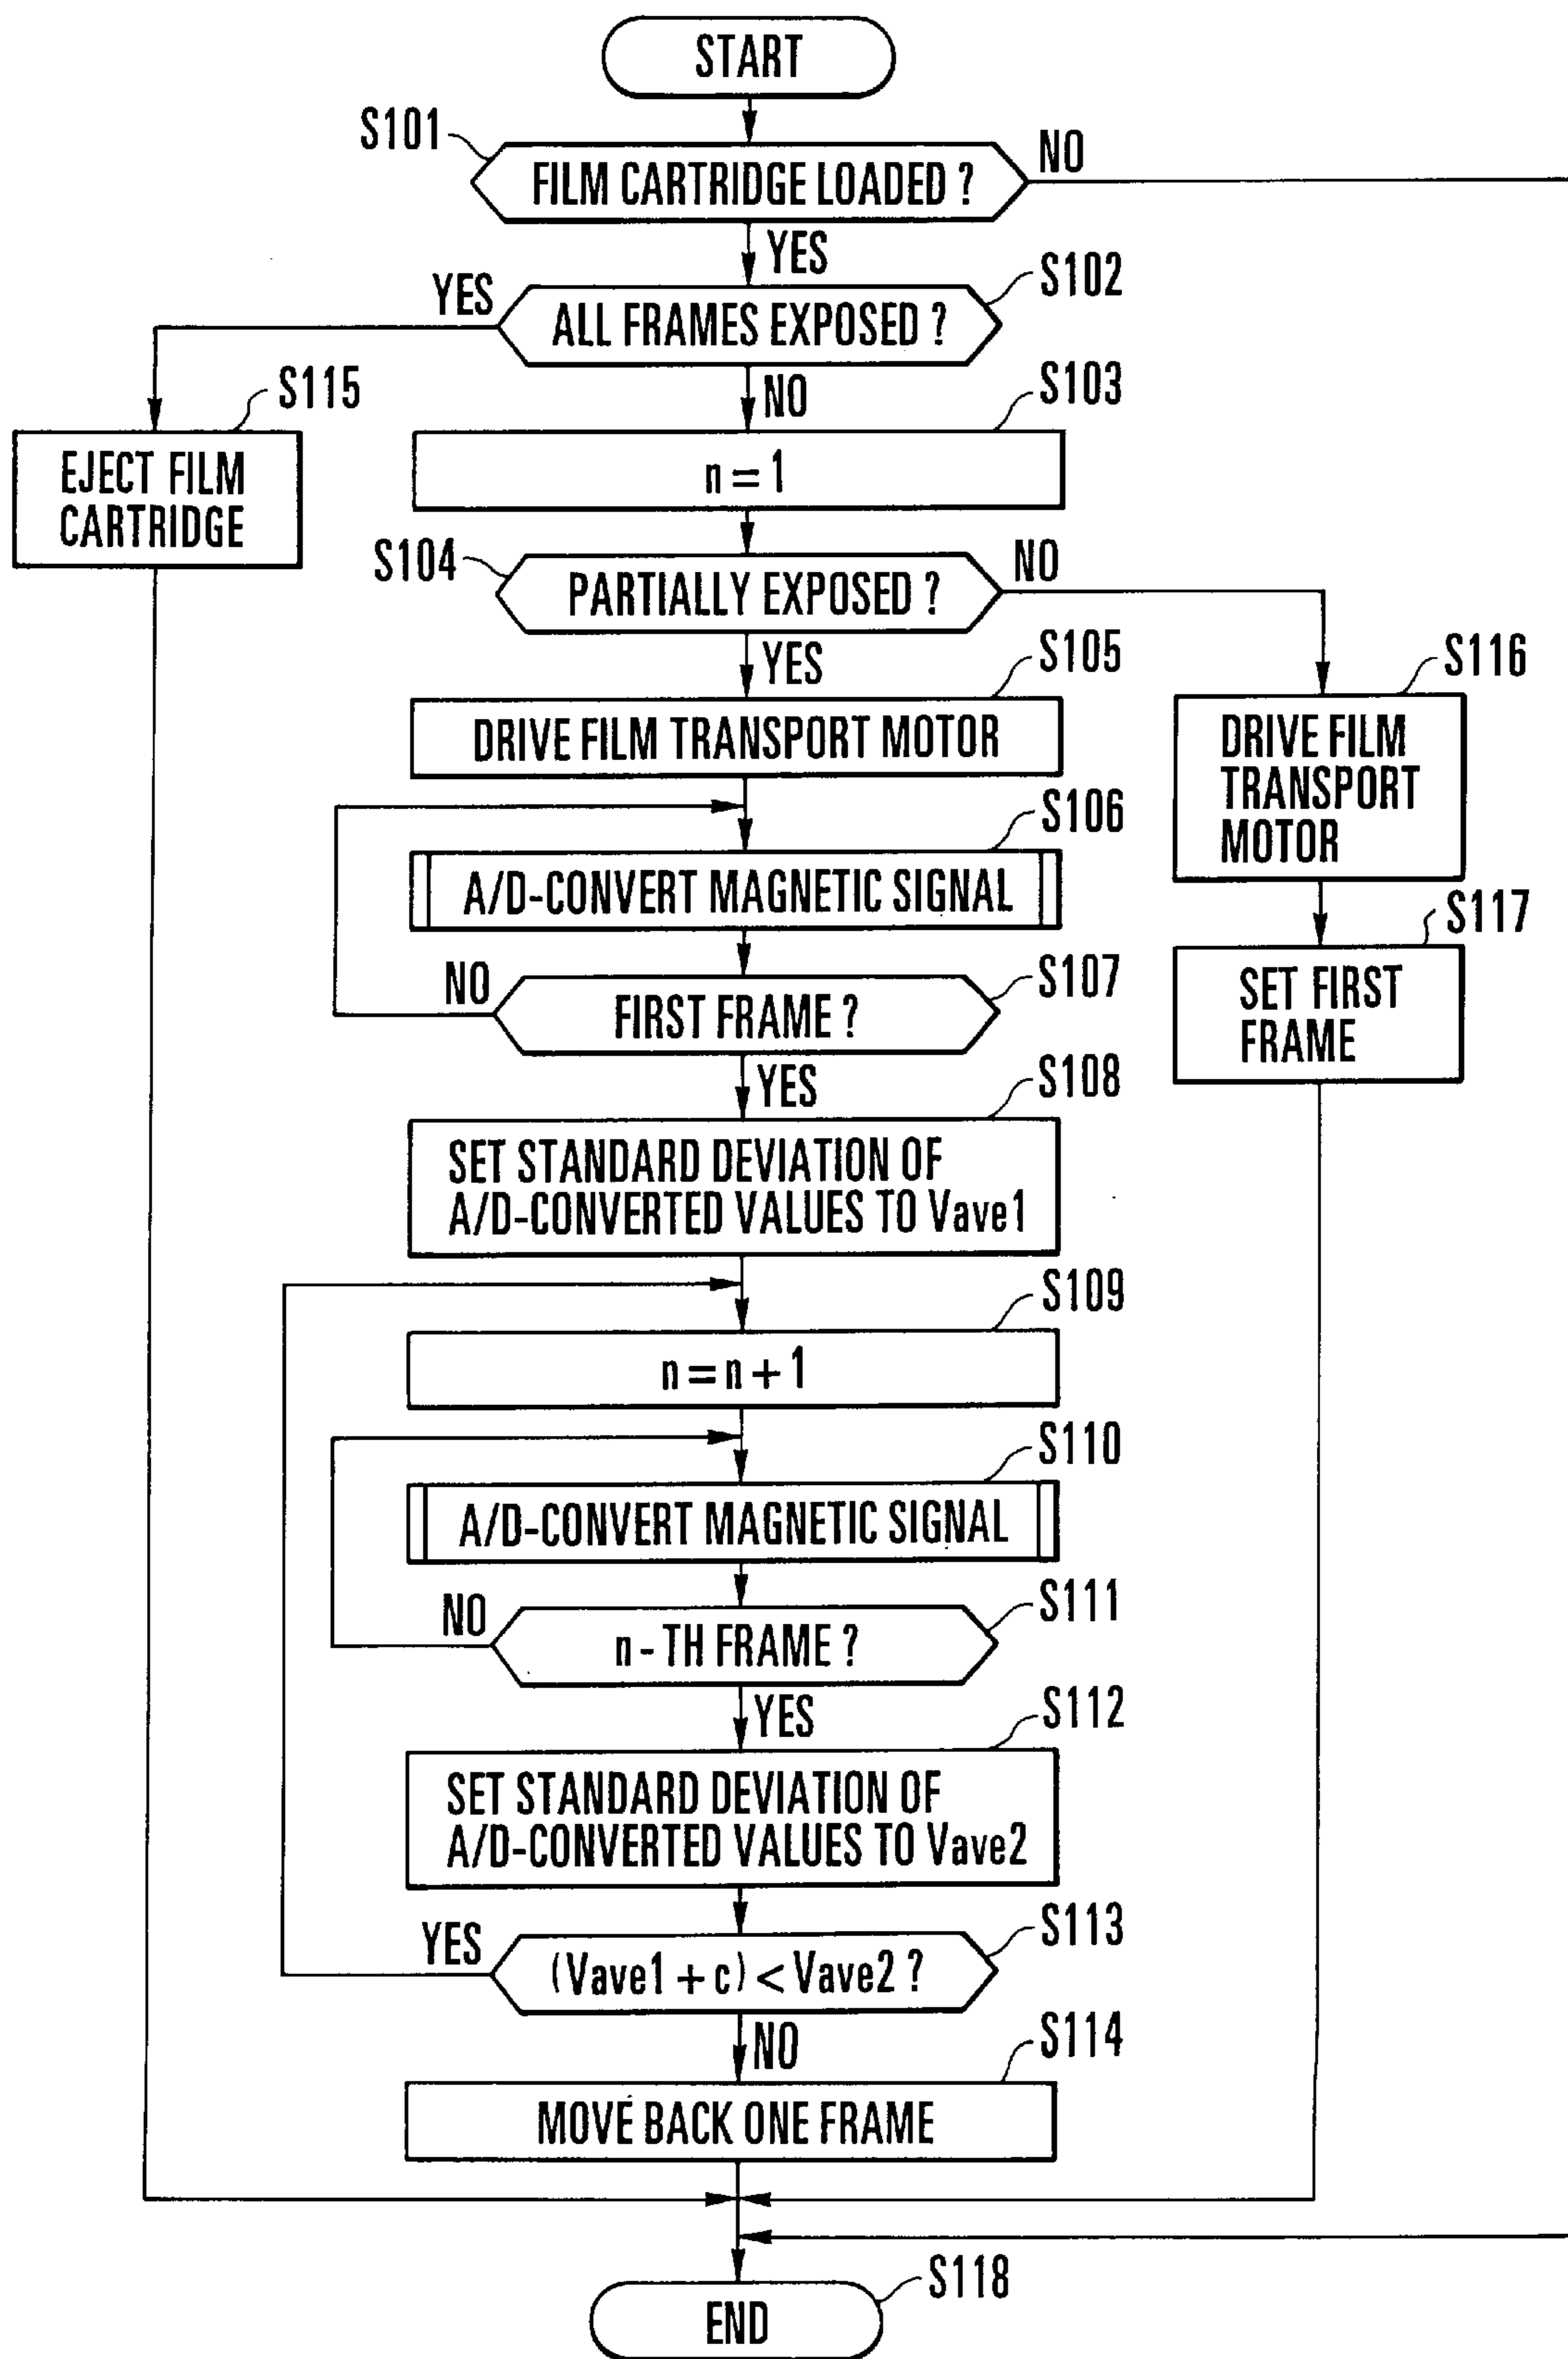 START
S101
FILM CARTRIDGE LOADED ?
NO
YES
S102
YES
ALL FRAMES EXPOSED ?
NO
S103
n = 1
S115
EJECT FILM
CARTRIDGE
S104
PARTIALLY EXPOSED ?
NO
YES
S105
DRIVE FILM TRANSPORT MOTOR
S116
DRIVE FILM
TRANSPORT
MOTOR
S106
A/D-CONVERT MAGNETIC SIGNAL
S117
SET FIRST
FRAME
S107
NO
FIRST FRAME ?
YES
S108
SET STANDARD DEVIATION OF
A/D-CONVERTED VALUES TO Vave1
S109
n = n + 1
S110
A/D-CONVERT MAGNETIC SIGNAL
S111
NO
n - TH FRAME ?
YES
S112
SET STANDARD DEVIATION OF
A/D-CONVERTED VALUES TO Vave2
S113
YES
(Vave1 + c) < Vave2 ?
NO
S114
MOVE BACK ONE FRAME
S118
END